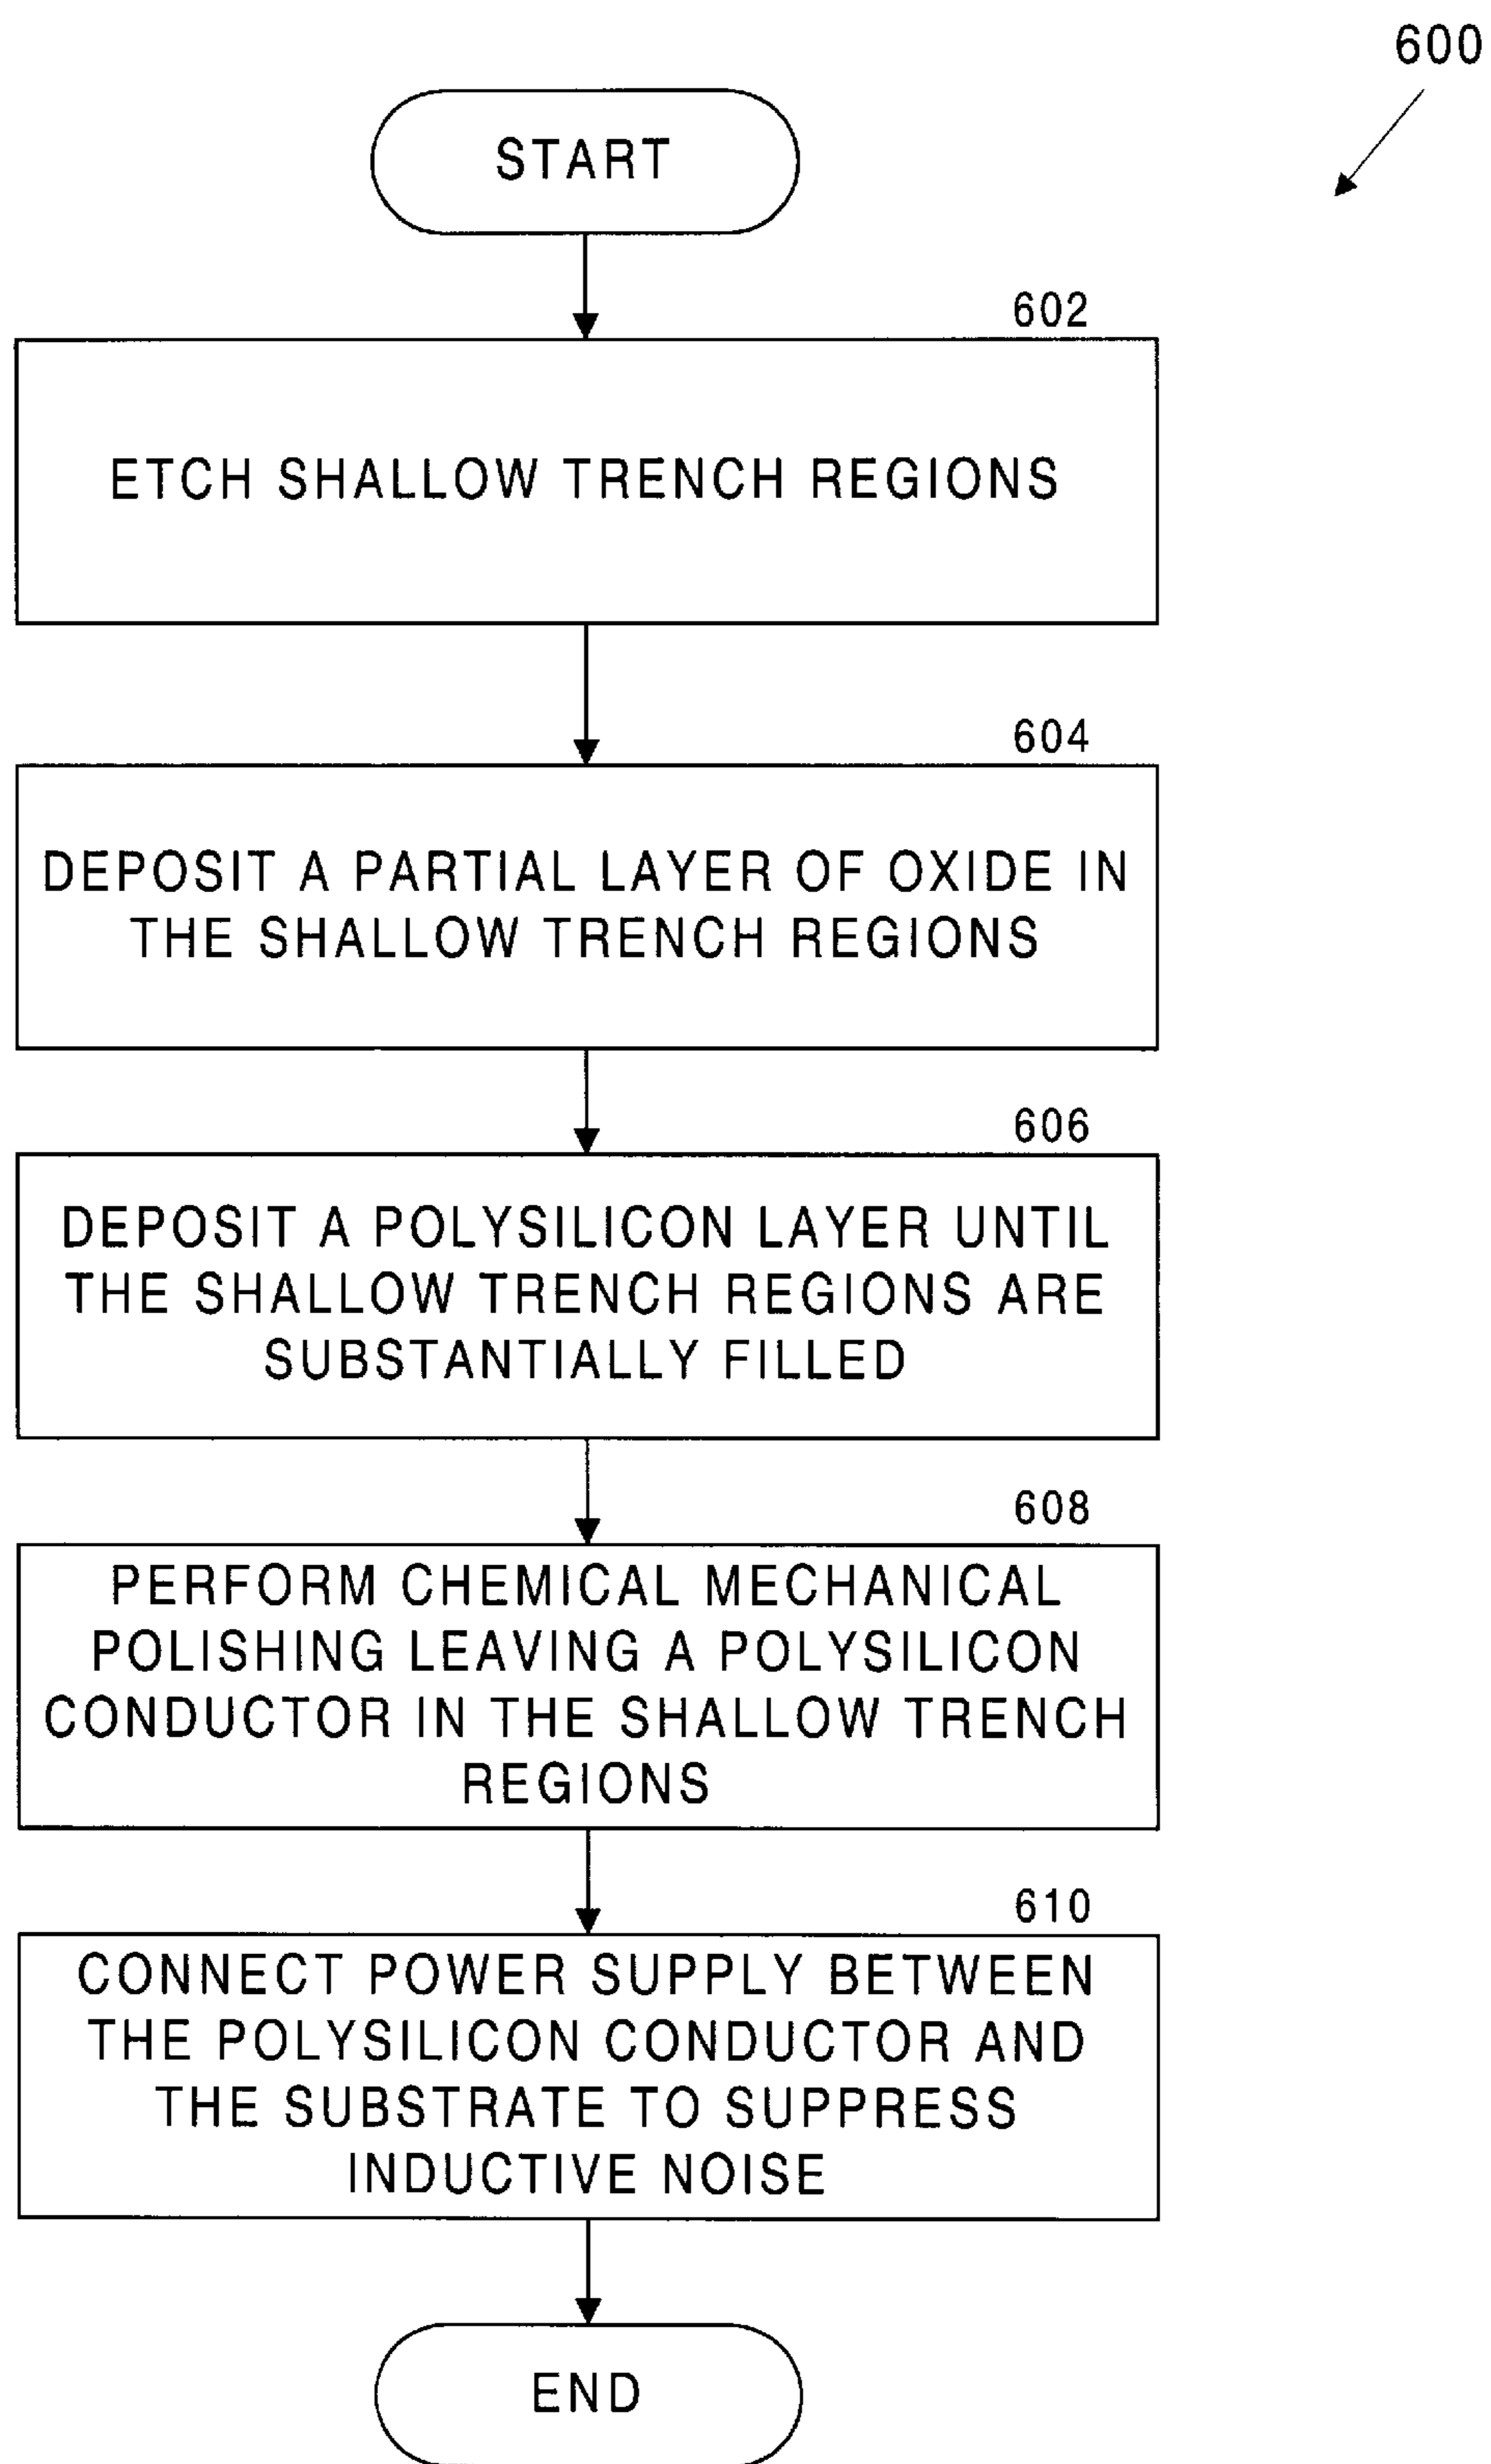 600
START
602
ETCH SHALLOW TRENCH REGIONS
604
DEPOSIT A PARTIAL LAYER OF OXIDE IN
THE SHALLOW TRENCH REGIONS
606
DEPOSIT A POLYSILICON LAYER UNTIL
THE SHALLOW TRENCH REGIONS ARE
SUBSTANTIALLY FILLED
608
PERFORM CHEMICAL MECHANICAL
POLISHING LEAVING A POLYSILICON
CONDUCTOR IN THE SHALLOW TRENCH
REGIONS
610
CONNECT POWER SUPPLY BETWEEN
THE POLYSILICON CONDUCTOR AND
THE SUBSTRATE TO SUPPRESS
INDUCTIVE NOISE
END